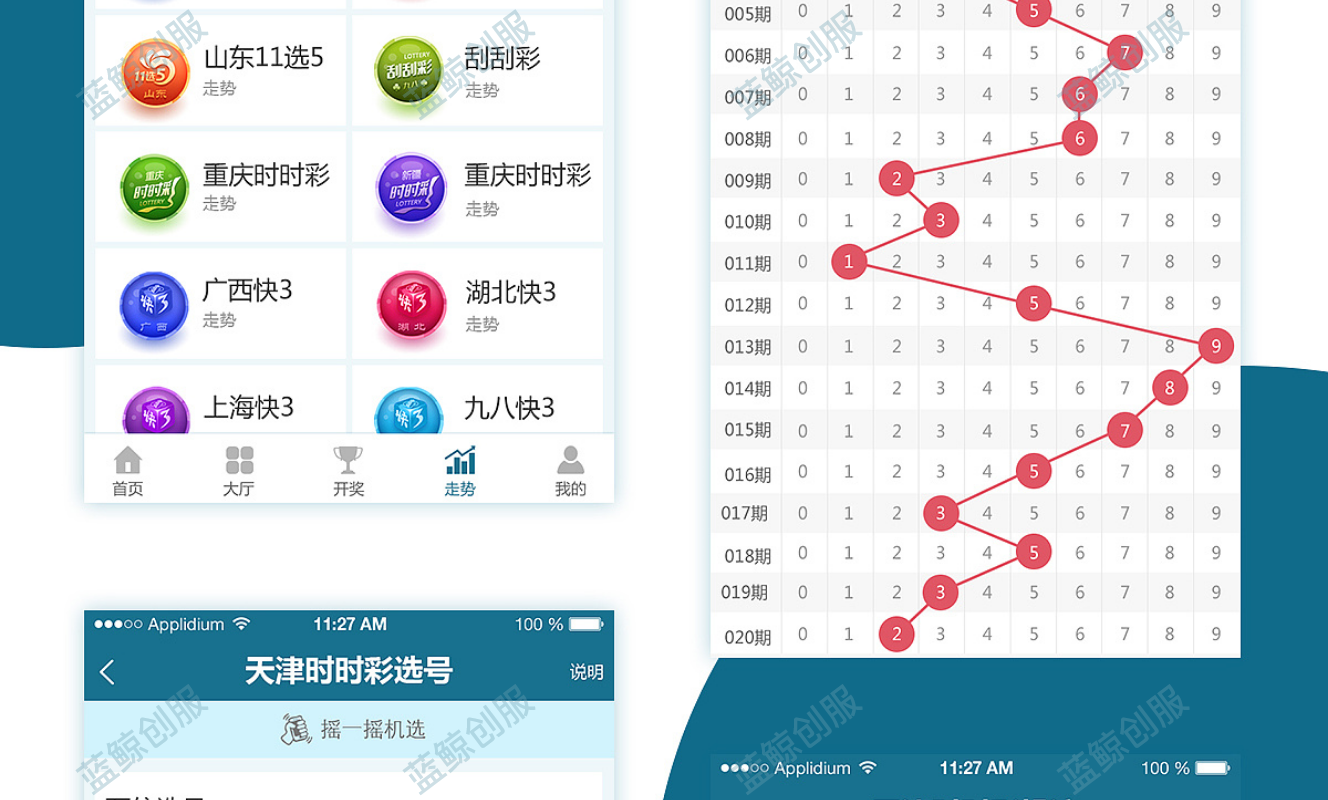 山东11选5
走势
11选5
山东
刮刮彩
走势
LOTTERY
刮刮彩
九八
重庆时时彩
走势
重庆
时时彩
LOTTERY
重庆时时彩
走势
新疆
时时彩
LOTTERY
广西快3
走势
快3
广西
湖北快3
走势
快3
湖北
上海快3
快3
九八快3
快3
首页 大厅 开奖 走势 我的
Applidium 11:27 AM 100 %
天津时时彩选号 说明
摇一摇机选
005期 0 1 2 3 4 5 6 7 8 9
006期 0 1 2 3 4 5 6 7 8 9
007期 0 1 2 3 4 5 6 7 8 9
008期 0 1 2 3 4 5 6 7 8 9
009期 0 1 2 3 4 5 6 7 8 9
010期 0 1 2 3 4 5 6 7 8 9
011期 0 1 2 3 4 5 6 7 8 9
012期 0 1 2 3 4 5 6 7 8 9
013期 0 1 2 3 4 5 6 7 8 9
014期 0 1 2 3 4 5 6 7 8 9
015期 0 1 2 3 4 5 6 7 8 9
016期 0 1 2 3 4 5 6 7 8 9
017期 0 1 2 3 4 5 6 7 8 9
018期 0 1 2 3 4 5 6 7 8 9
019期 0 1 2 3 4 5 6 7 8 9
020期 0 1 2 3 4 5 6 7 8 9
Applidium 11:27 AM 100 %
蓝鲸创服
蓝鲸创服
蓝鲸创服
蓝鲸创服
蓝鲸创服
蓝鲸创服
蓝鲸创服
蓝鲸创服